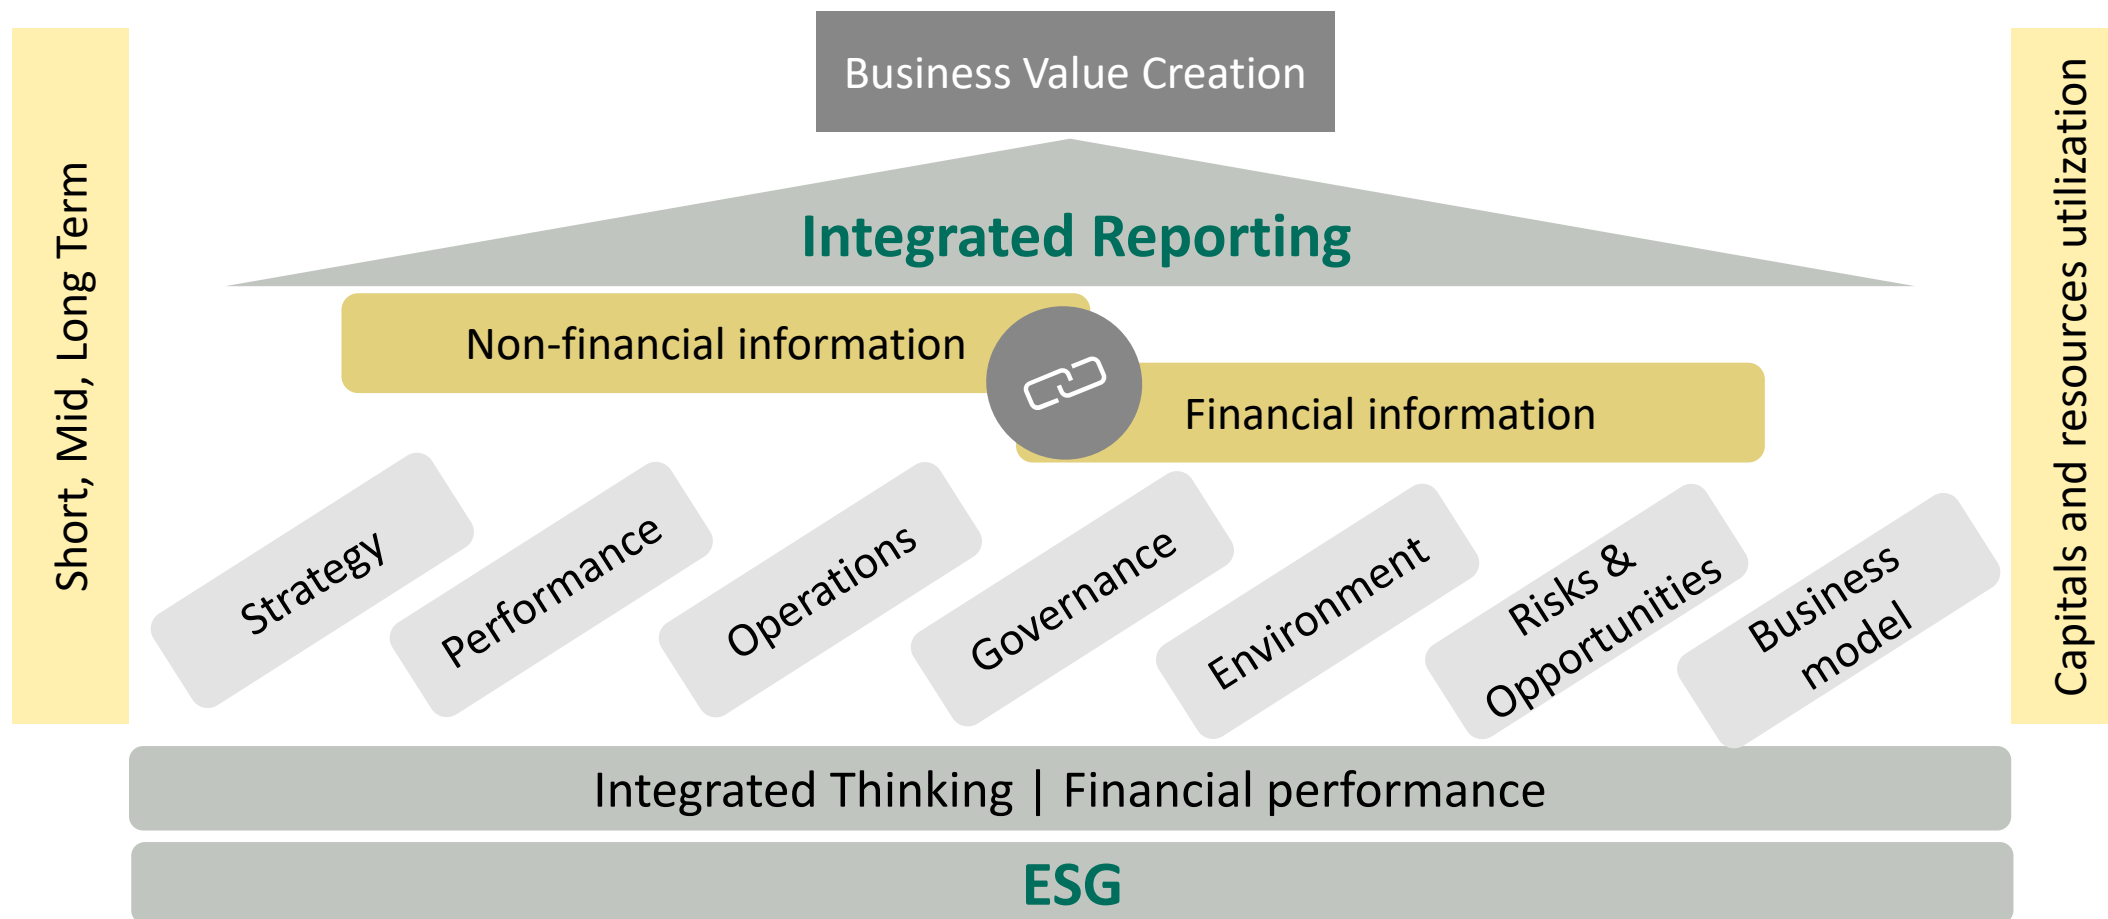 Business Value Creation
Short, Mid, Long Term
Capitals and resources utilization
Integrated Reporting
Non-financial information
Financial information
Strategy
Performance
Operations
Governance
Environment
Risks &
Opportunities
Business
model
Integrated Thinking | Financial performance
ESG